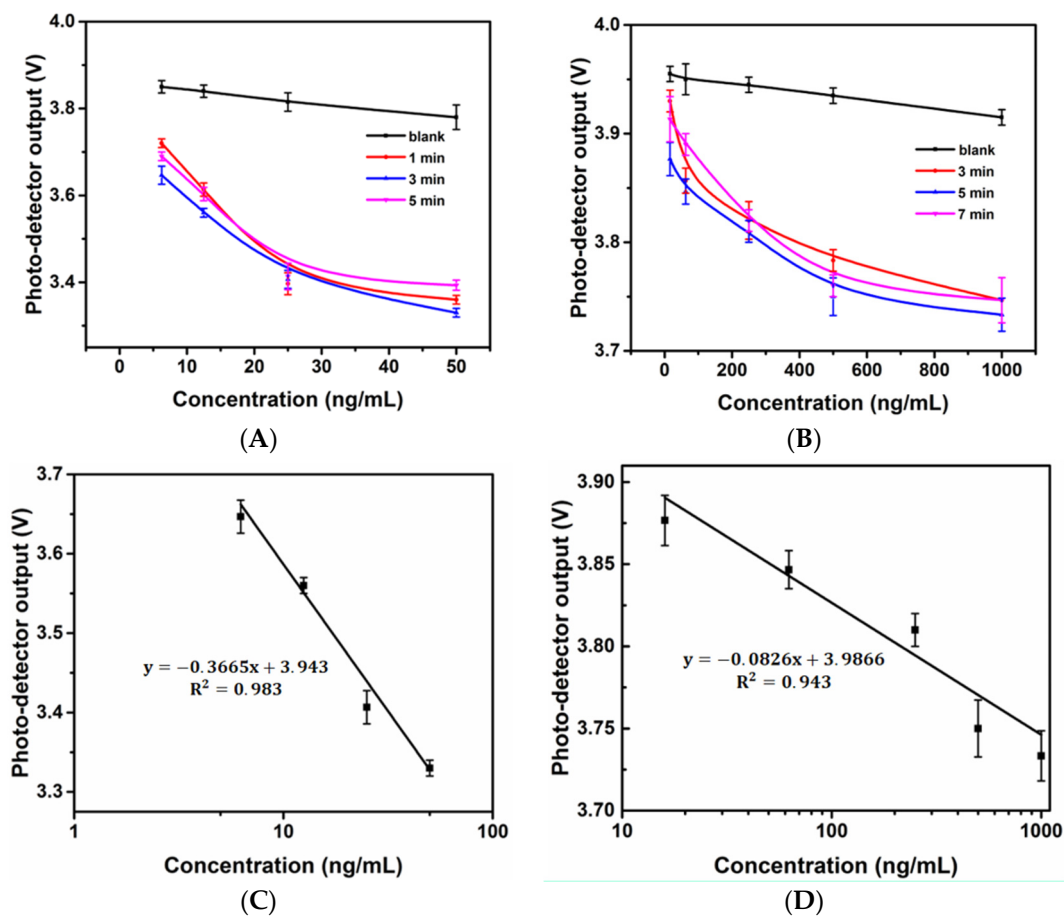 4.0
3.8
3.6
3.4
Photo-detector output (V)
blank
1 min
3 min
5 min
0 10 20 30 40 50
Concentration (ng/mL)
(A)
4.0
3.9
3.8
3.7
Photo-detector output (V)
blank
3 min
5 min
7 min
0 200 400 600 800 1000
Concentration (ng/mL)
(B)
3.7
3.6
3.5
3.4
3.3
Photo-detector output (V)
y = −0.3665x + 3.943
R² = 0.983
1 10 100
Concentration (ng/mL)
(C)
3.90
3.85
3.80
3.75
3.70
Photo-detector output (V)
y = −0.0826x + 3.9866
R² = 0.943
10 100 1000
Concentration (ng/mL)
(D)